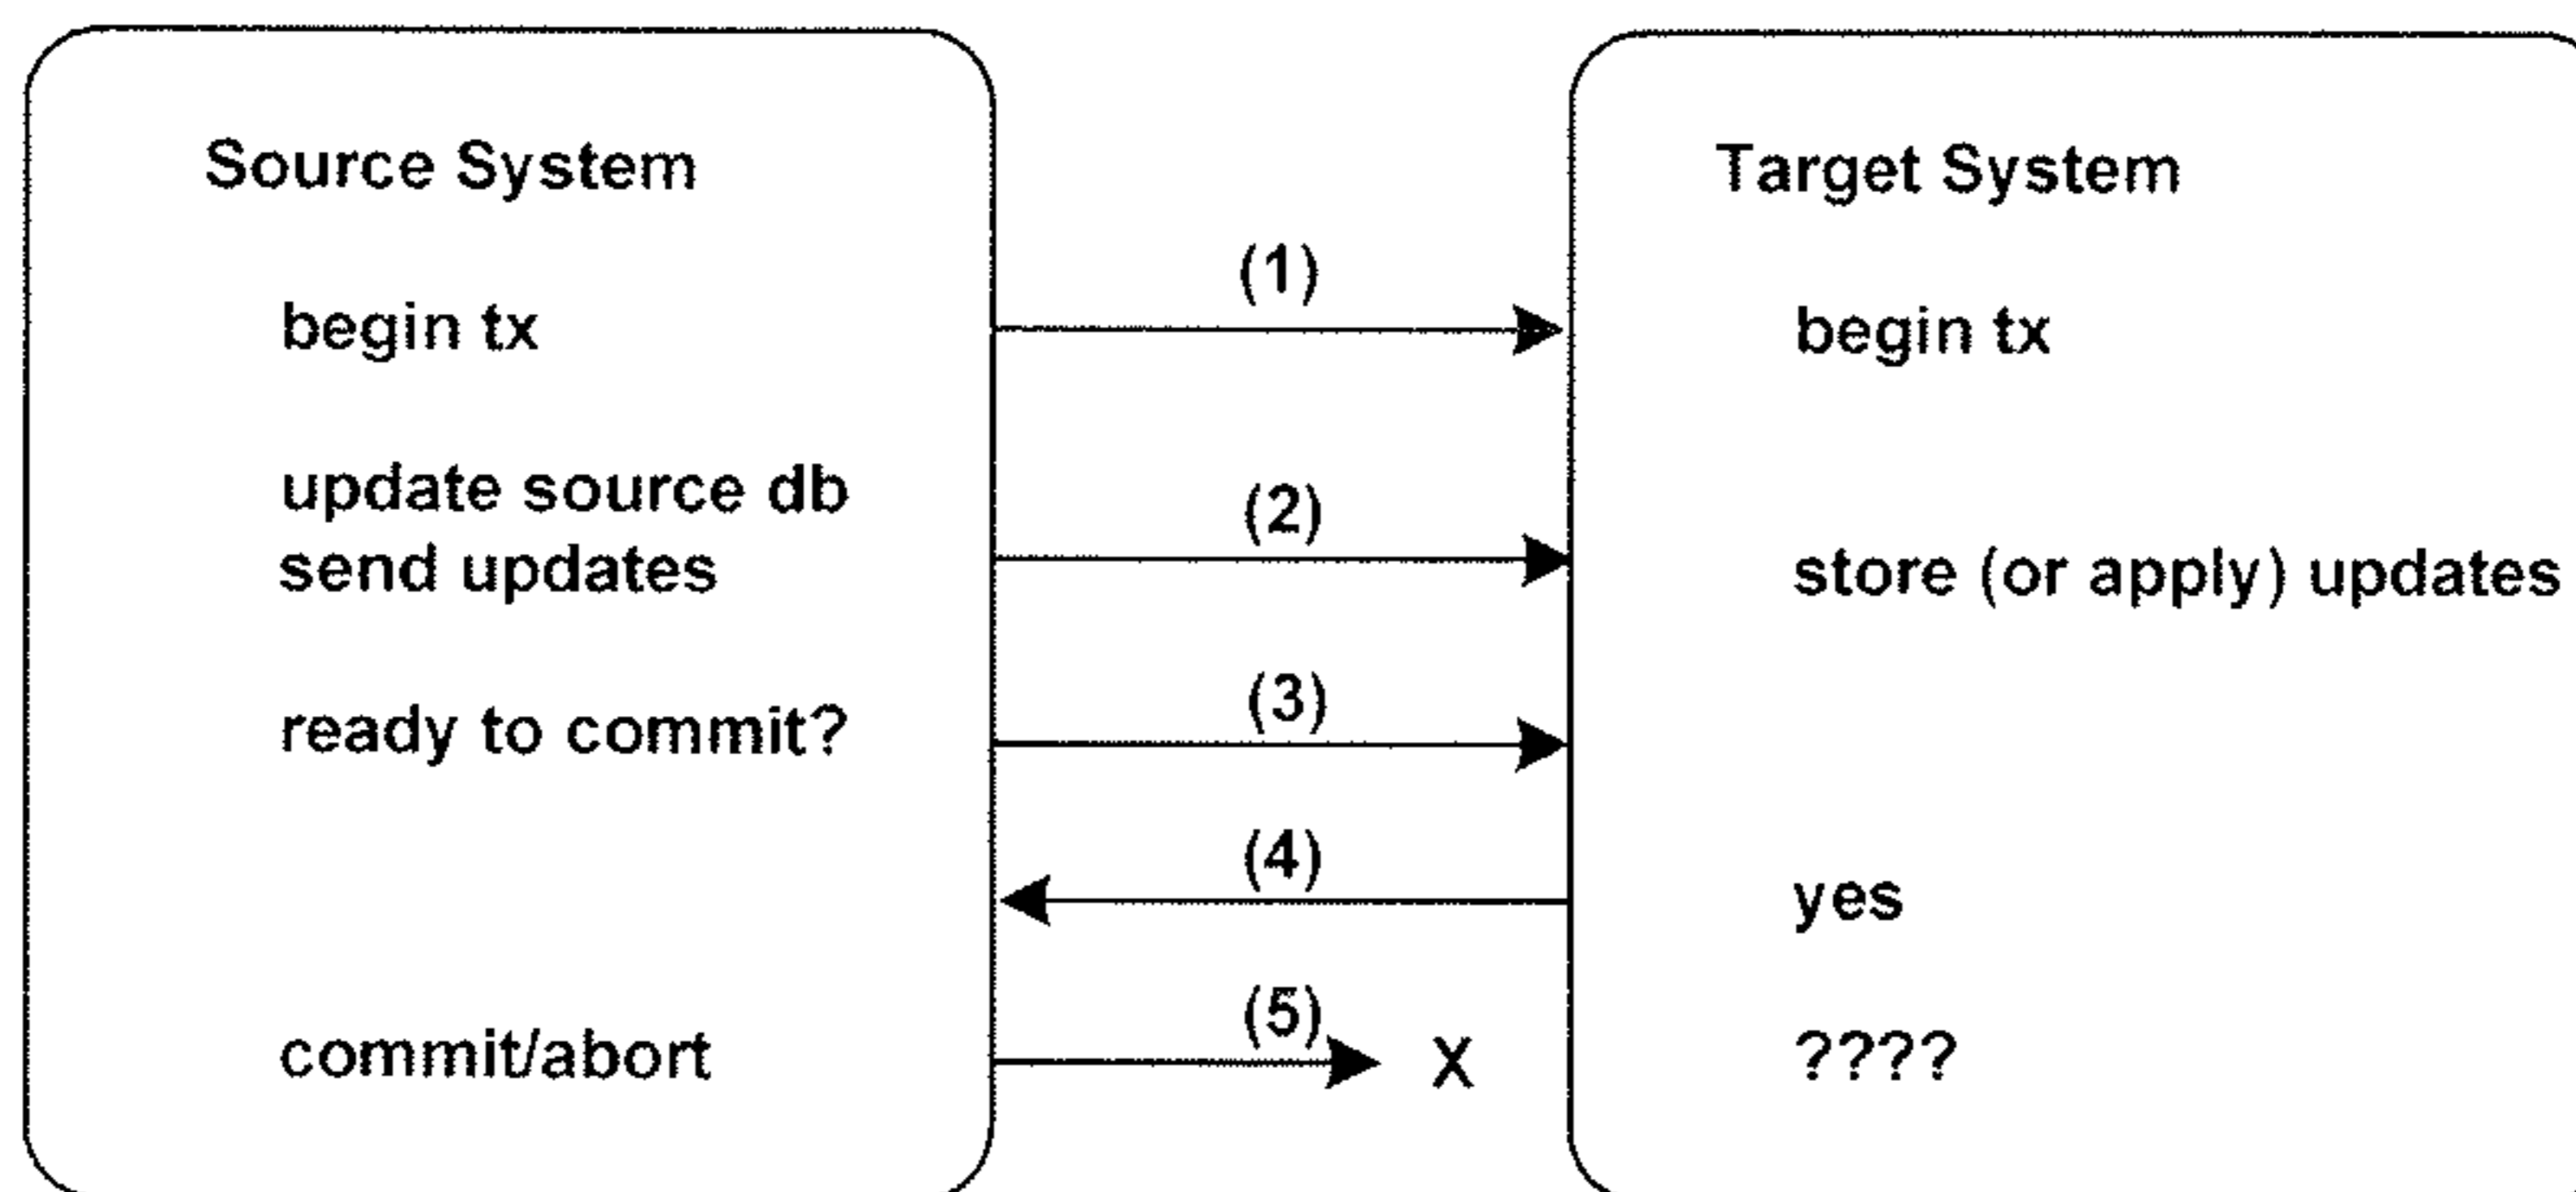 Source System
Target System
(1)
begin tx
begin tx
update source db
(2)
send updates
store (or apply) updates
(3)
ready to commit?
(4)
yes
(5)
commit/abort
X
????